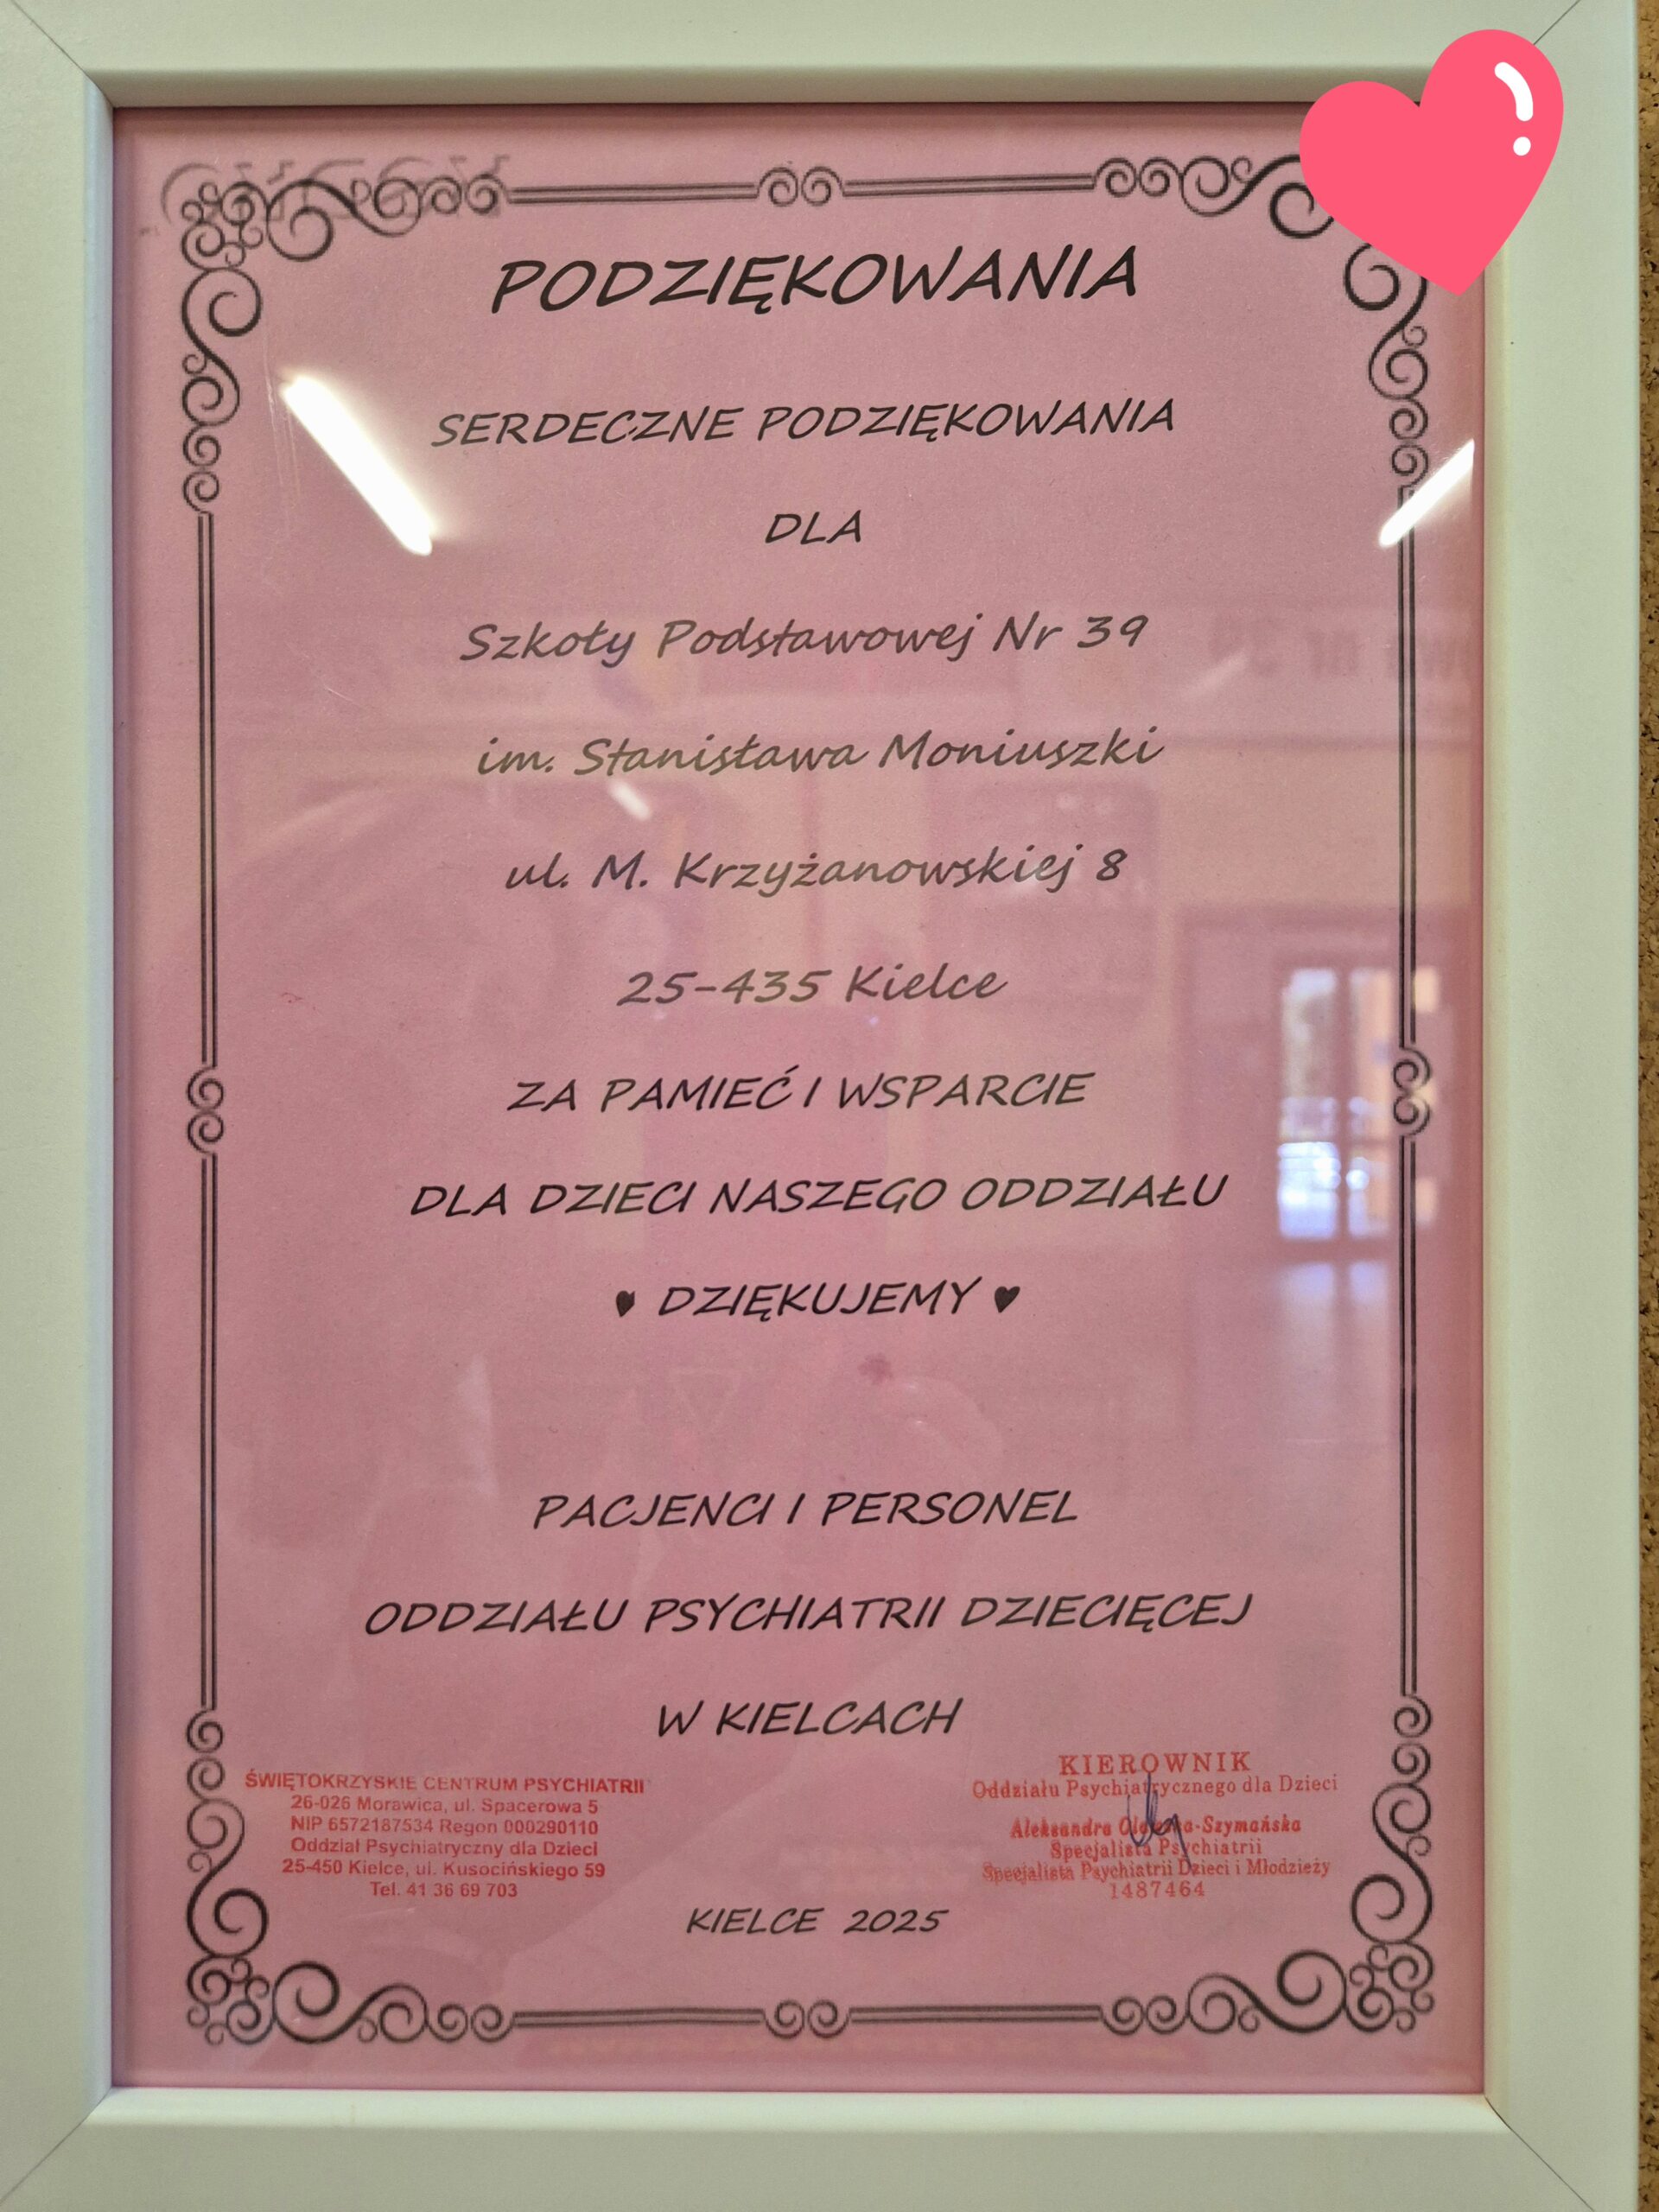 PODZIĘKOWANIA
SERDECZNE PODZIĘKOWANIA
DLA
Szkoły Podstawowej Nr 39
im. Stanisława Moniuszki
ul. M. Krzyżanowskiej 8
25-435 Kielce
ZA PAMIEĆ I WSPARCIE
DLA DZIECI NASZEGO ODDZIAŁU
♥ DZIĘKUJEMY ♥
PACJENCI I PERSONEL
ODDZIAŁU PSYCHIATRII DZIECIĘCEJ
W KIELCACH
ŚWIĘTOKRZYSKIE CENTRUM PSYCHIATRII
26-026 Morawica, ul. Spacerowa 5
NIP 6572187534 Regon 000290110
Oddział Psychiatryczny dla Dzieci
25-450 Kielce, ul. Kusocińskiego 59
Tel. 41 36 69 703
KIEROWNIK
Oddziału Psychiatrycznego dla Dzieci
Aleksandra
Specjalista Psychiatrii
Specjalista Psychiatrii Dzieci i Młodzieży
1487464
KIELCE 2025